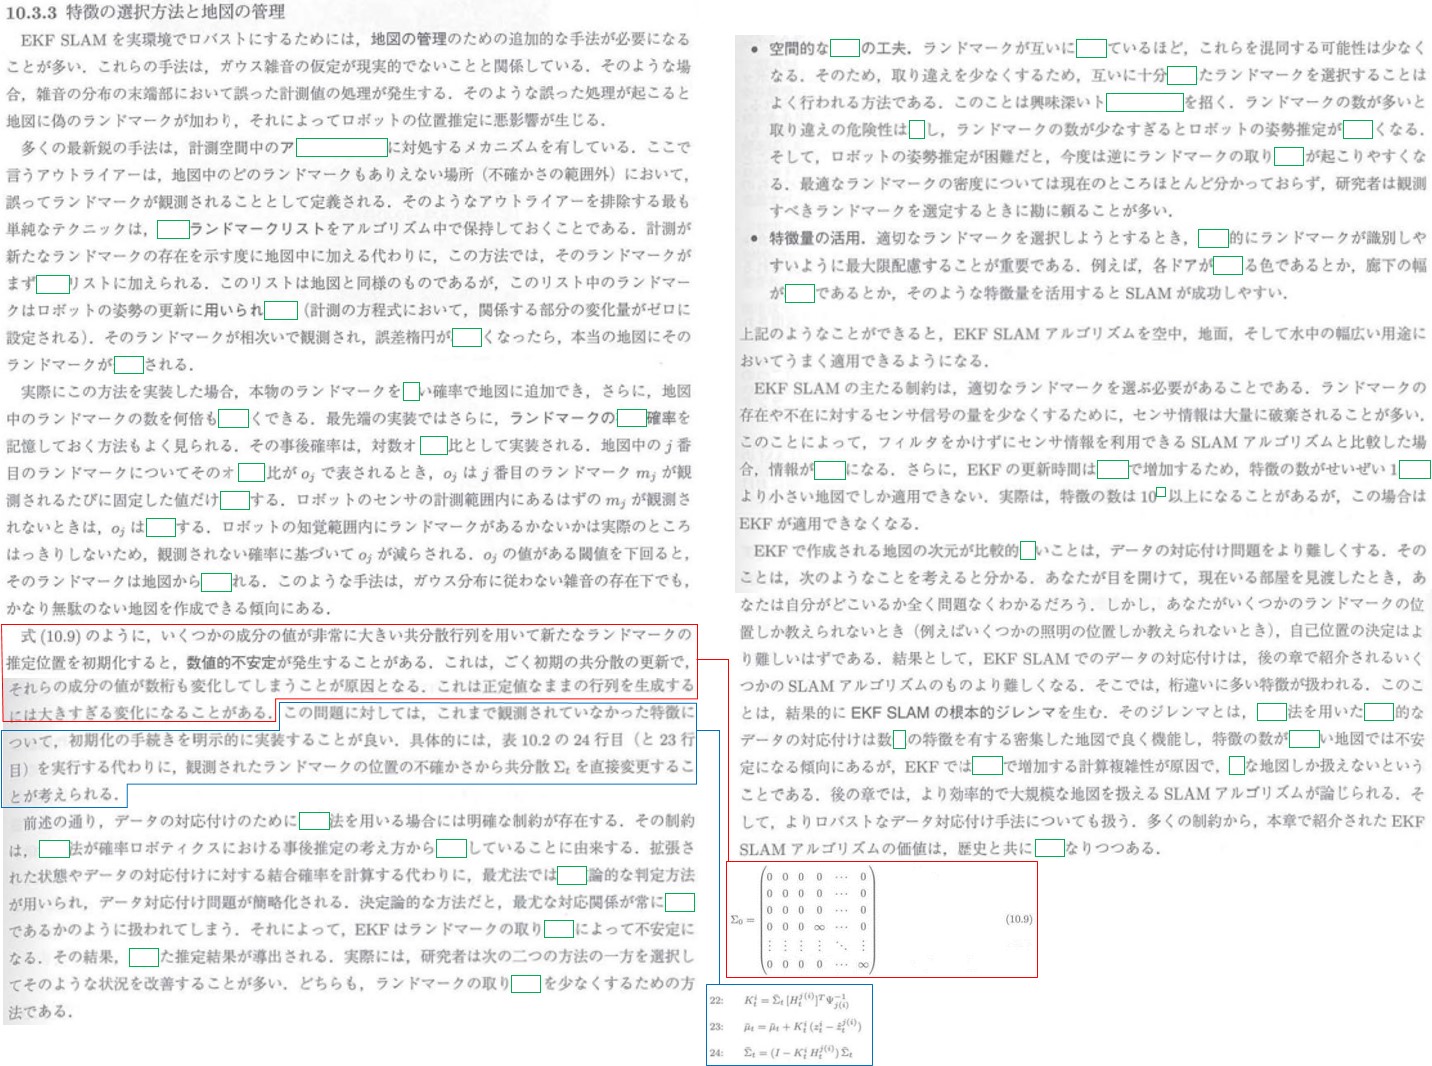 10.3.3 特徴の選択方法と地図の管理
EKF SLAM を実環境でロバストにするためには，地図の管理のための追加的な手法が必要になる
ことが多い．これらの手法は，ガウス雑音の仮定が現実的でないことと関係している．そのような場
合，雑音の分布の末端部において誤った計測値の処理が発生する．そのような誤った処理が起こると
地図に偽のランドマークが加わり，それによってロボットの位置推定に悪影響が生じる．
多くの最新鋭の手法は，計測空間中のア に対処するメカニズムを有している．ここで
言うアウトライアーは，地図中のどのランドマークもありえない場所（不確かさの範囲外）において，
誤ってランドマークが観測されることとして定義される．そのようなアウトライアーを排除する最も
単純なテクニックは， ランドマークリストをアルゴリズム中で保持しておくことである．計測が
新たなランドマークの存在を示す度に地図中に加える代わりに，この方法では，そのランドマークが
まず リストに加えられる．このリストは地図と同様のものであるが，このリスト中のランドマー
クはロボットの姿勢の更新に用いられ （計測の方程式において，関係する部分の変化量がゼロに
設定される）．そのランドマークが相次いで観測され，誤差楕円が くなったら，本当の地図にその
ランドマークが される．
実際にこの方法を実装した場合，本物のランドマークを い確率で地図に追加でき，さらに，地図
中のランドマークの数を何倍も くできる．最先端の実装ではさらに，ランドマークの 確率を
記憶しておく方法もよく見られる．その事後確率は，対数オ 比として実装される．地図中の j 番
目のランドマークについてそのオ 比が oj で表されるとき，oj は j 番目のランドマーク mj が観
測されるたびに固定した値だけ する．ロボットのセンサの計測範囲内にあるはずの mj が観測さ
れないときは，oj は する．ロボットの知覚範囲内にランドマークがあるかないかは実際のところ
はっきりしないため，観測されない確率に基づいて oj が減らされる．oj の値がある閾値を下回ると，
そのランドマークは地図から れる．このような手法は，ガウス分布に従わない雑音の存在下でも，
かなり無駄のない地図を作成できる傾向にある．
式 (10.9) のように，いくつかの成分の値が非常に大きい共分散行列を用いて新たなランドマークの
推定位置を初期化すると，数値的不安定が発生することがある．これは，ごく初期の共分散の更新で，
それらの成分の値が数桁も変化してしまうことが原因となる．これは正定値なままの行列を生成する
には大きすぎる変化になることがある．この問題に対しては，これまで観測されていなかった特徴に
ついて，初期化の手続きを明示的に実装することが良い．具体的には，表 10.2 の 24 行目（と 23 行
目）を実行する代わりに，観測されたランドマークの位置の不確かさから共分散 Σt を直接変更するこ
とが考えられる．
前述の通り，データの対応付けのために 法を用いる場合には明確な制約が存在する．その制約
は， 法が確率ロボティクスにおける事後推定の考え方から していることに由来する．拡張さ
れた状態やデータの対応付けに対する結合確率を計算する代わりに，最尤法では 論的な判定方法
が用いられ，データ対応付け問題が簡略化される．決定論的な方法だと，最尤な対応関係が常に
であるかのように扱われてしまう．それによって，EKF はランドマークの取り によって不安定に
なる．その結果， た推定結果が導出される．実際には，研究者は次の二つの方法の一方を選択し
てそのような状況を改善することが多い．どちらも，ランドマークの取り を少なくするための方
法である．
• 空間的な の工夫．ランドマークが互いに ているほど，これらを混同する可能性は少なく
なる．そのため，取り違えを少なくするため，互いに十分 たランドマークを選択することは
よく行われる方法である．このことは興味深いト を招く．ランドマークの数が多いと
取り違えの危険性は し，ランドマークの数が少なすぎるとロボットの姿勢推定が くなる．
そして，ロボットの姿勢推定が困難だと，今度は逆にランドマークの取り が起こりやすくな
る．最適なランドマークの密度については現在のところほとんど分かっておらず，研究者は観測
すべきランドマークを選定するときに勘に頼ることが多い．
• 特徴量の活用．適切なランドマークを選択しようとするとき， 的にランドマークが識別しや
すいように最大限配慮することが重要である．例えば，各ドアが る色であるとか，廊下の幅
が であるとか，そのような特徴量を活用すると SLAM が成功しやすい．
上記のようなことができると，EKF SLAM アルゴリズムを空中，地面，そして水中の幅広い用途に
おいてうまく適用できるようになる．
EKF SLAM の主たる制約は，適切なランドマークを選ぶ必要があることである．ランドマークの
存在や不在に対するセンサ信号の量を少なくするために，センサ情報は大量に破棄されることが多い．
このことによって，フィルタをかけずにセンサ情報を利用できる SLAM アルゴリズムと比較した場
合，情報が になる．さらに，EKF の更新時間は で増加するため，特徴の数がせいぜい 1
より小さい地図でしか適用できない．実際は，特徴の数は 10 以上になることがあるが，この場合は
EKF が適用できなくなる．
EKF で作成される地図の次元が比較的 いことは，データの対応付け問題をより難しくする．その
ことは，次のようなことを考えると分かる．あなたが目を開けて，現在いる部屋を見渡したとき，あ
なたは自分がどこいるか全く問題なくわかるだろう．しかし，あなたがいくつかのランドマークの位
置しか教えられないとき（例えばいくつかの照明の位置しか教えられないとき），自己位置の決定はよ
り難しいはずである．結果として，EKF SLAM でのデータの対応付けは，後の章で紹介されるいく
つかの SLAM アルゴリズムのものより難しくなる．そこでは，桁違いに多い特徴が扱われる．このこ
とは，結果的に EKF SLAM の根本的ジレンマを生む．そのジレンマとは， 法を用いた 的な
データの対応付けは数 の特徴を有する密集した地図で良く機能し，特徴の数が い地図では不安
定になる傾向にあるが，EKF では で増加する計算複雑性が原因で， な地図しか扱えないという
ことである．後の章では，より効率的で大規模な地図を扱える SLAM アルゴリズムが論じられる．そ
して，よりロバストなデータ対応付け手法についても扱う．多くの制約から，本章で紹介された EKF
SLAM アルゴリズムの価値は，歴史と共に なりつつある．
0 0 0 0 ⋯ 0
0 0 0 0 ⋯ 0
0 0 0 0 ⋯ 0
Σ0 = 0 0 0 ∞ ⋯ 0 (10.9)
⋮ ⋮ ⋮ ⋮ ⋱ ⋮
0 0 0 0 ⋯ ∞
22: K_t^i = Σ̄_t [H_t^{j(i)}]^T Ψ_{j(i)}^{-1}
23: μ̄_t = μ̄_t + K_t^i (z_t^i − ẑ_t^{j(i)})
24: Σ̄_t = (I − K_t^i H_t^{j(i)}) Σ̄_t